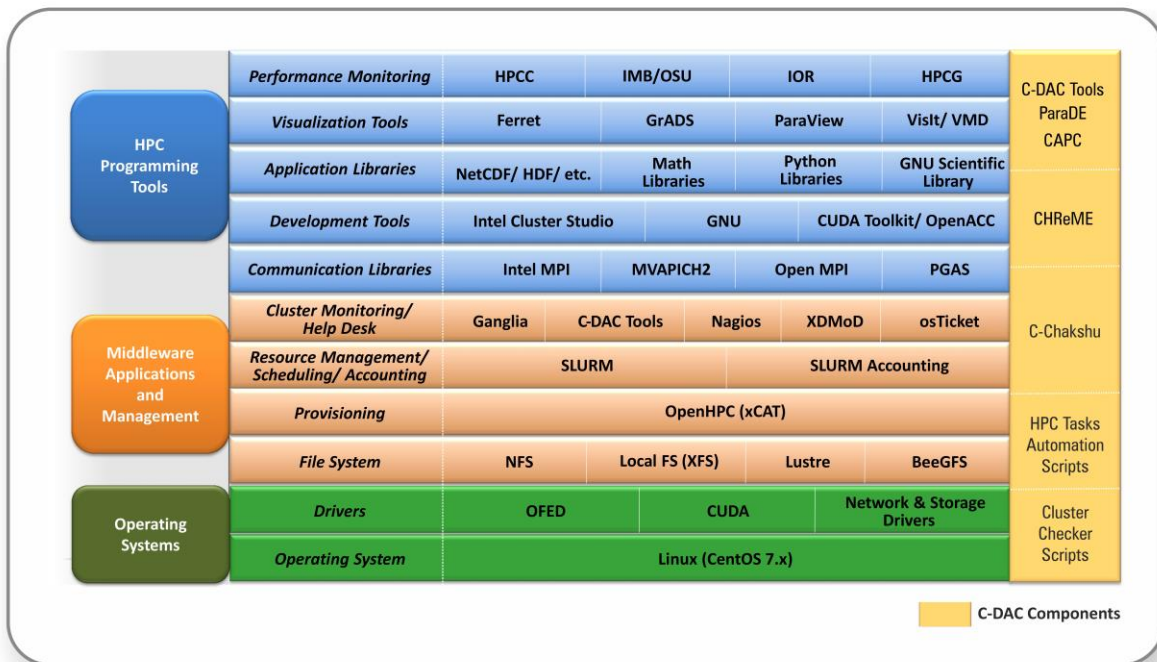 HPC
Programming
Tools
Performance Monitoring HPCC IMB/OSU IOR HPCG
Visualization Tools Ferret GrADS ParaView VisIt/ VMD
Application Libraries NetCDF/ HDF/ etc. Math
Libraries Python
Libraries GNU Scientific
Library
Development Tools Intel Cluster Studio GNU CUDA Toolkit/ OpenACC
Communication Libraries Intel MPI MVAPICH2 Open MPI PGAS
Middleware
Applications
and
Management
Cluster Monitoring/
Help Desk Ganglia C-DAC Tools Nagios XDMoD osTicket
Resource Management/
Scheduling/ Accounting SLURM SLURM Accounting
Provisioning OpenHPC (xCAT)
File System NFS Local FS (XFS) Lustre BeeGFS
Operating
Systems
Drivers OFED CUDA Network & Storage
Drivers
Operating System Linux (CentOS 7.x)
C-DAC Tools
ParaDE
CAPC
CHReME
C-Chakshu
HPC Tasks
Automation
Scripts
Cluster
Checker
Scripts
C-DAC Components